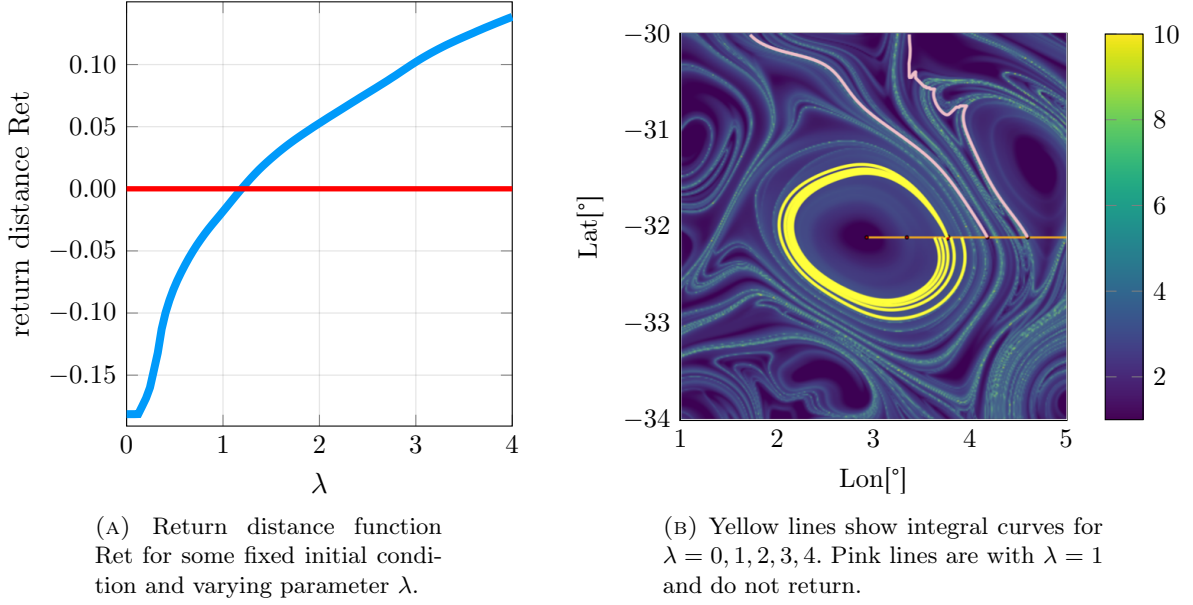 0.10
0.05
0.00
−0.05
−0.10
−0.15
return distance Ret
0 1 2 3 4
λ
(A) Return distance function
Ret for some fixed initial condi-
tion and varying parameter λ.
−30
−31
−32
−33
−34
Lat[°]
1 2 3 4 5
Lon[°]
10
8
6
4
2
(B) Yellow lines show integral curves for
λ = 0, 1, 2, 3, 4. Pink lines are with λ = 1
and do not return.